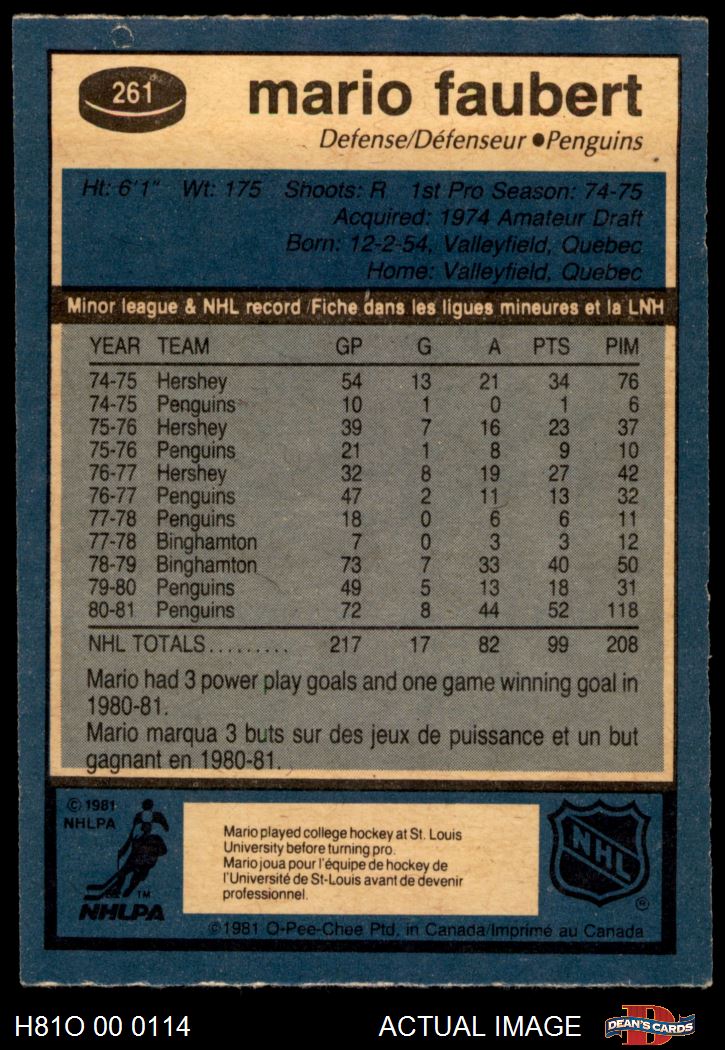 261
mario faubert
Defense/Défenseur ●Penguins
Ht: 6'1" Wt: 175 Shoots: R 1st Pro Season: 74-75
Acquired: 1974 Amateur Draft
Born: 12-2-54, Valleyfield, Quebec
Home: Valleyfield, Quebec
Minor league & NHL record /Fiche dans les ligues mineures et la LNH
YEAR TEAM GP G A PTS PIM
74-75 Hershey 54 13 21 34 76
74-75 Penguins 10 1 0 1 6
75-76 Hershey 39 7 16 23 37
75-76 Penguins 21 1 8 9 10
76-77 Hershey 32 8 19 27 42
76-77 Penguins 47 2 11 13 32
77-78 Penguins 18 0 6 6 11
77-78 Binghamton 7 0 3 3 12
78-79 Binghamton 73 7 33 40 50
79-80 Penguins 49 5 13 18 31
80-81 Penguins 72 8 44 52 118
NHL TOTALS......... 217 17 82 99 208
Mario had 3 power play goals and one game winning goal in
1980-81.
Mario marqua 3 buts sur des jeux de puissance et un but
gagnant en 1980-81.
© 1981
NHLPA
TM
NHLPA
Mario played college hockey at St. Louis
University before turning pro.
Mario joua pour l'équipe de hockey de
l'Université de St-Louis avant de devenir
professionnel.
NHL
®
©1981 O-Pee-Chee Ptd. in Canada/Imprimé au Canada
H81O 00 0114
ACTUAL IMAGE
D
DEAN'S CARDS